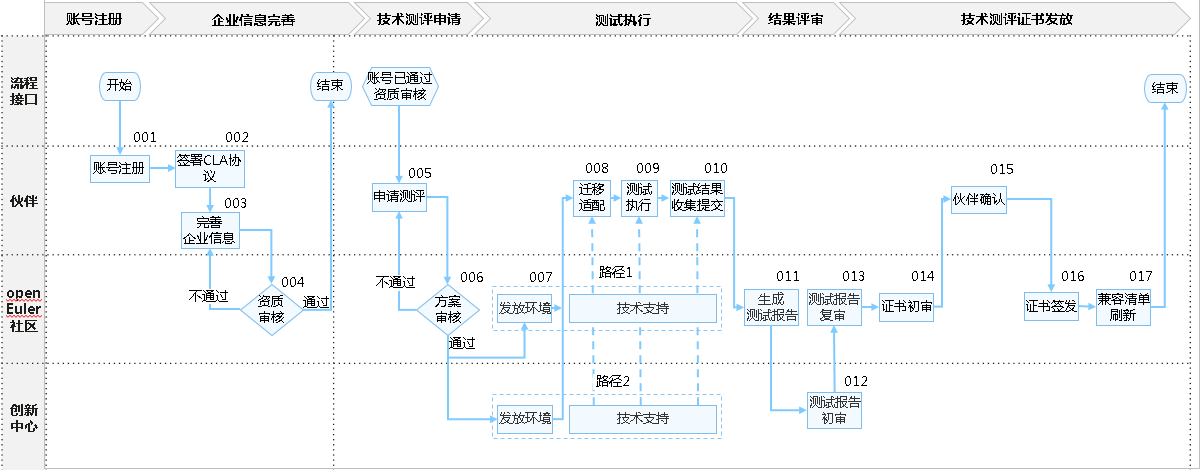 账号注册
企业信息完善
技术测评申请
测试执行
结果评审
技术测评证书发放
流程
接口
开始
结束
账号已通过
资质审核
结束
伙伴
001
账号注册
002
签署CLA协
议
003
完善
企业信息
005
申请测评
008
迁移
适配
009
测试
执行
010
测试结果
收集提交
015
伙伴确认
open
Euler
社区
不通过
004
资质
审核
通过
不通过
006
方案
审核
通过
路径1
007
发放环境
技术支持
011
生成
测试报告
013
测试报告
复审
014
证书初审
016
证书签发
017
兼容清单
刷新
创新
中心
路径2
发放环境
技术支持
012
测试报告
初审